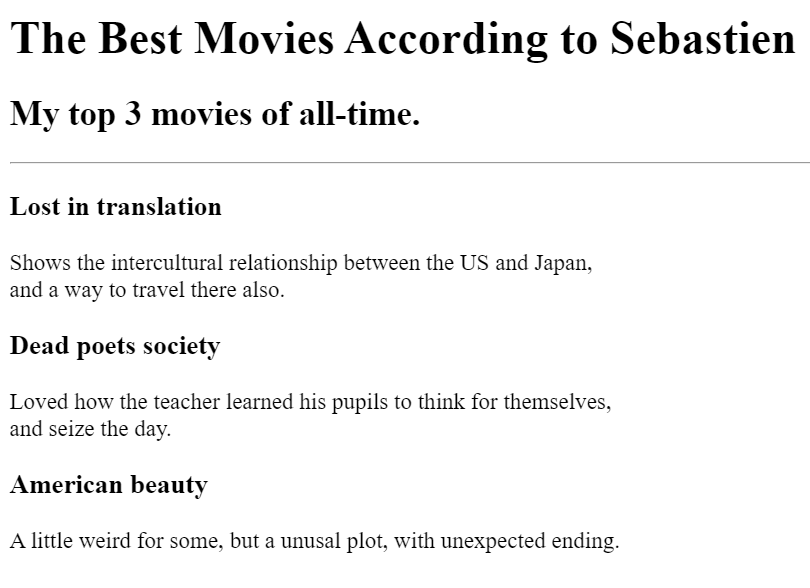 The Best Movies According to Sebastien
My top 3 movies of all-time.
Lost in translation
Shows the intercultural relationship between the US and Japan,
and a way to travel there also.
Dead poets society
Loved how the teacher learned his pupils to think for themselves,
and seize the day.
American beauty
A little weird for some, but a unusal plot, with unexpected ending.